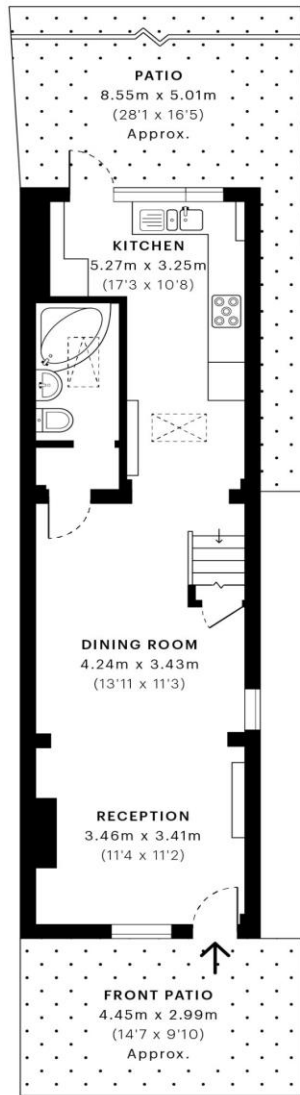 PATIO
8.55m x 5.01m
(28'1 x 16'5)
Approx.
KITCHEN
5.27m x 3.25m
(17'3 x 10'8)
DINING ROOM
4.24m x 3.43m
(13'11 x 11'3)
RECEPTION
3.46m x 3.41m
(11'4 x 11'2)
FRONT PATIO
4.45m x 2.99m
(14'7 x 9'10)
Approx.